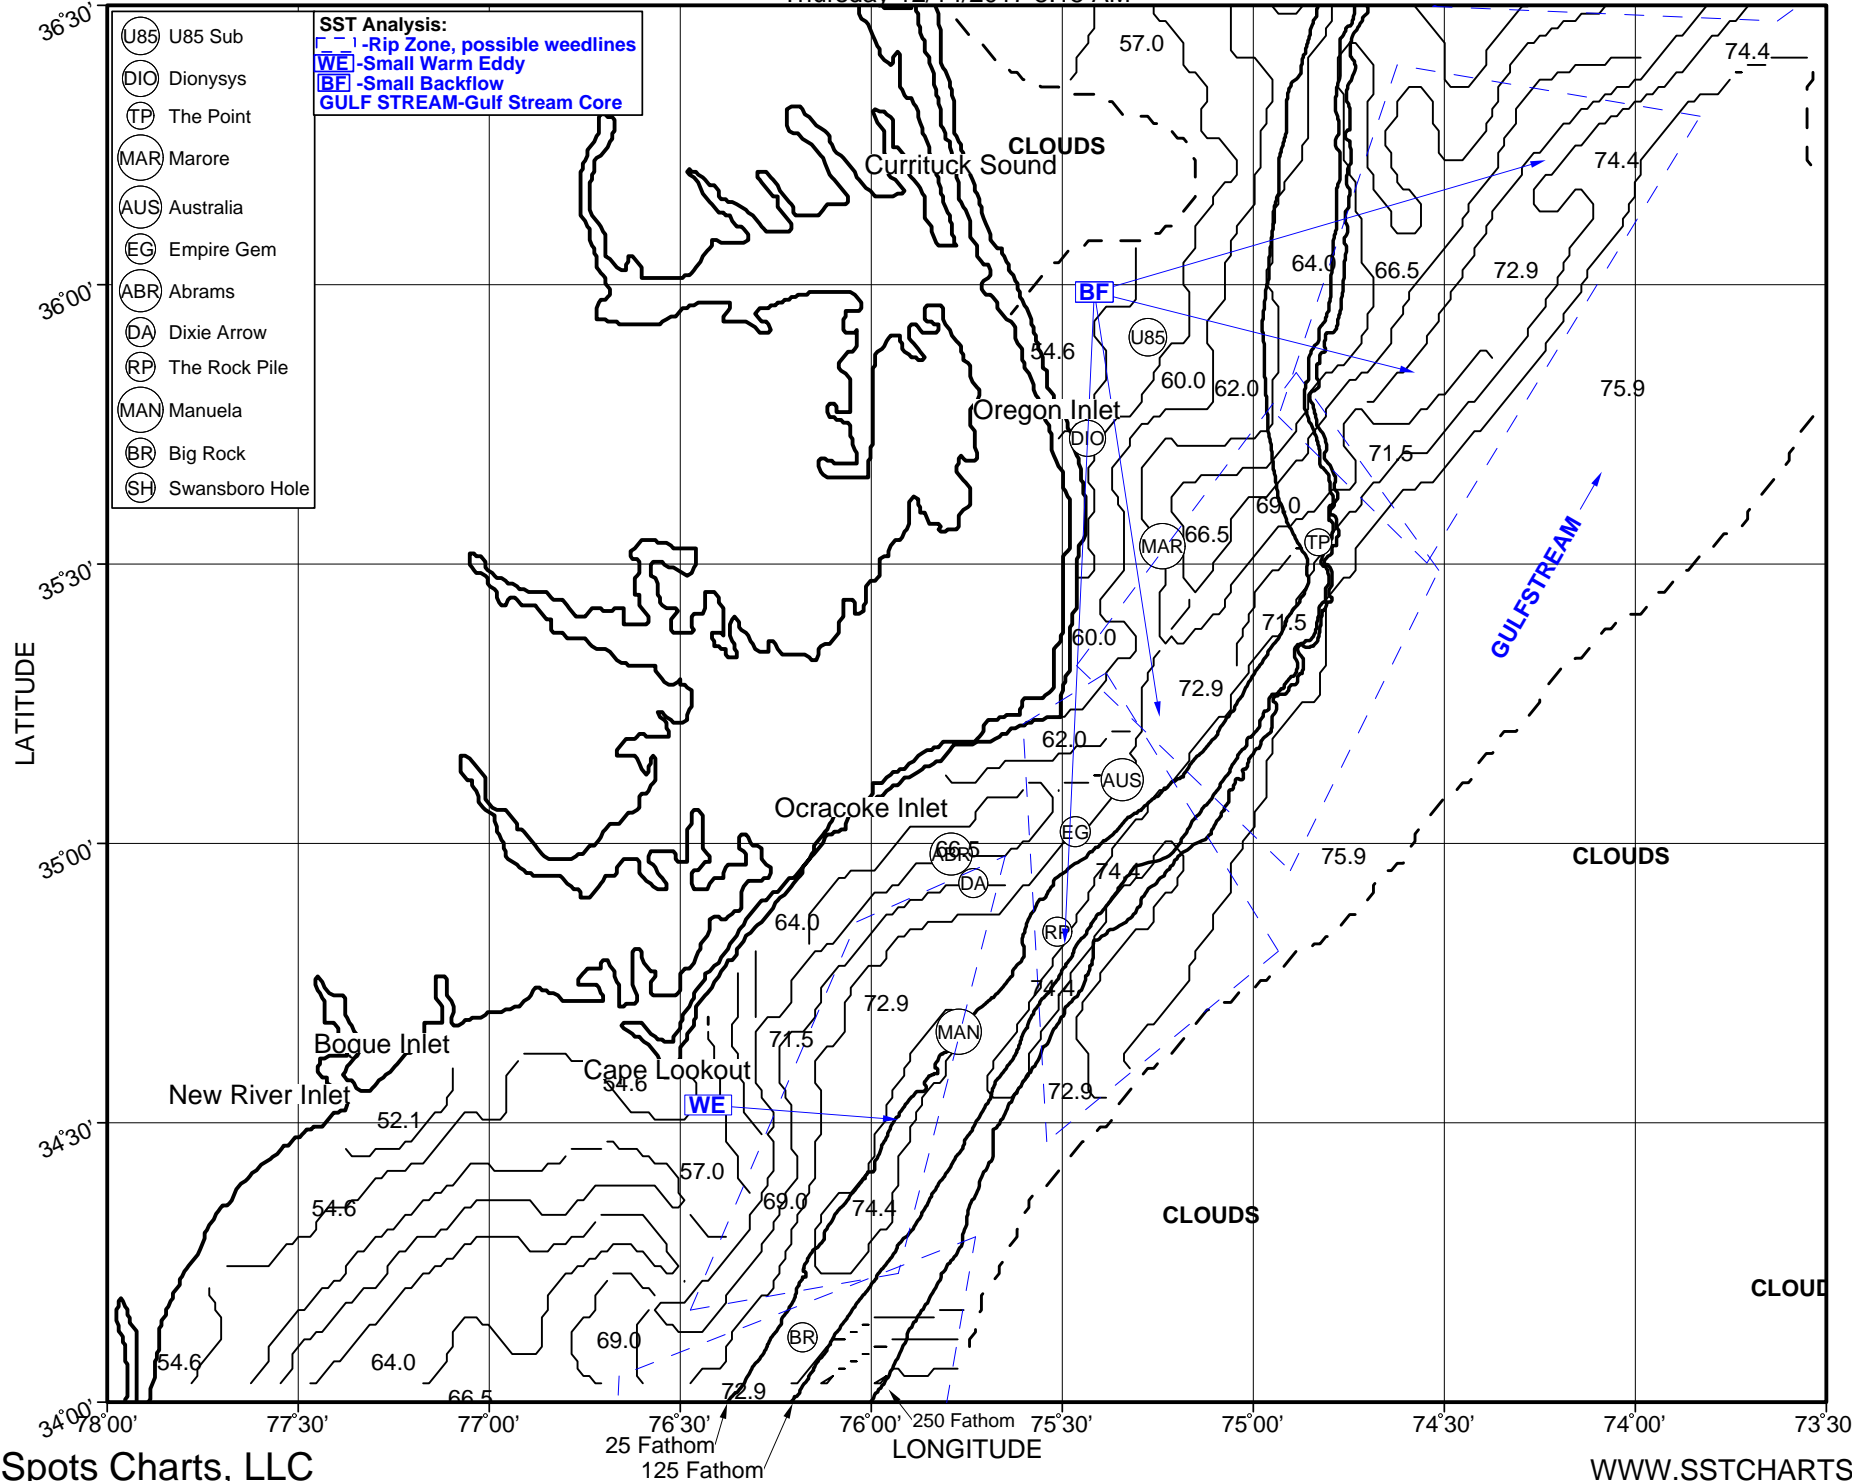 U85 U85 Sub
DIO Dionysys
TP The Point
MAR Marore
AUS Australia
EG Empire Gem
ABR Abrams
DA Dixie Arrow
RP The Rock Pile
MAN Manuela
BR Big Rock
SH Swansboro Hole
SST Analysis:
-Rip Zone, possible weedlines
WE -Small Warm Eddy
BF -Small Backflow
GULF STREAM-Gulf Stream Core
57.0
74.4
CLOUDS
Currituck Sound
74.4
64.0
66.5
72.9
BF
U85
54.6
60.0
62.0
75.9
Oregon Inlet
DIO
71.5
69.0
66.5
MAR
TP
GULFSTREAM
71.5
60.0
72.9
62.0
AUS
Ocracoke Inlet
EG
66.5
ABR
DA
74.4
75.9
CLOUDS
64.0
RP
74.4
72.9
71.5
MAN
Bogue Inlet
Cape Lookout
54.6
New River Inlet
WE
72.9
52.1
57.0
54.6
69.0
74.4
CLOUDS
CLOUD
69.0
BR
54.6
64.0
66.5
72.9
36°30'
36°00'
35°30'
35°00'
34°30'
34°00'
LATITUDE
78°00'
77°30'
77°00'
76°30'
76°00'
75°30'
75°00'
74°30'
74°00'
73°30
250 Fathom
25 Fathom
125 Fathom
LONGITUDE
Spots Charts, LLC
WWW.SSTCHARTS